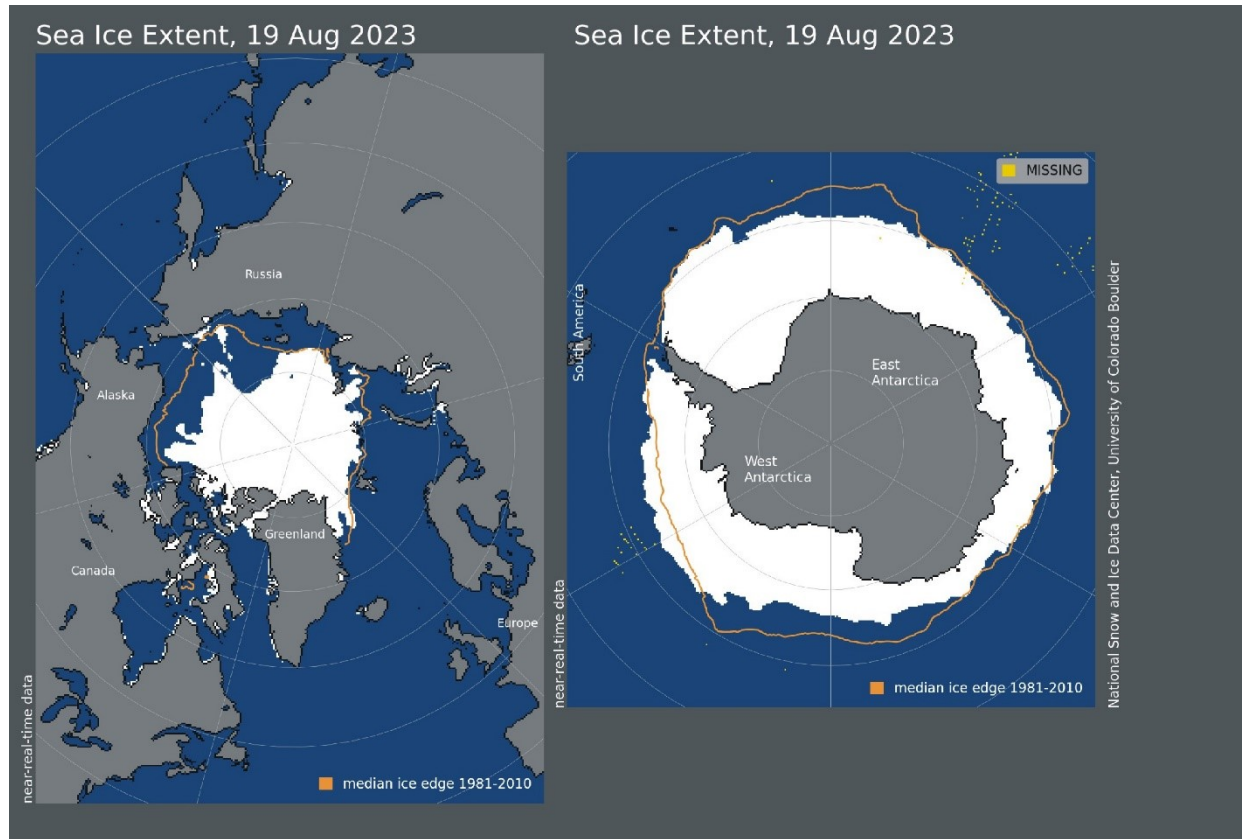 Sea Ice Extent, 19 Aug 2023
Russia
Alaska
Greenland
Canada
Europe
near-real-time data
median ice edge 1981-2010
Sea Ice Extent, 19 Aug 2023
MISSING
South America
East
Antarctica
West
Antarctica
near-real-time data
median ice edge 1981-2010
National Snow and Ice Data Center, University of Colorado Boulder